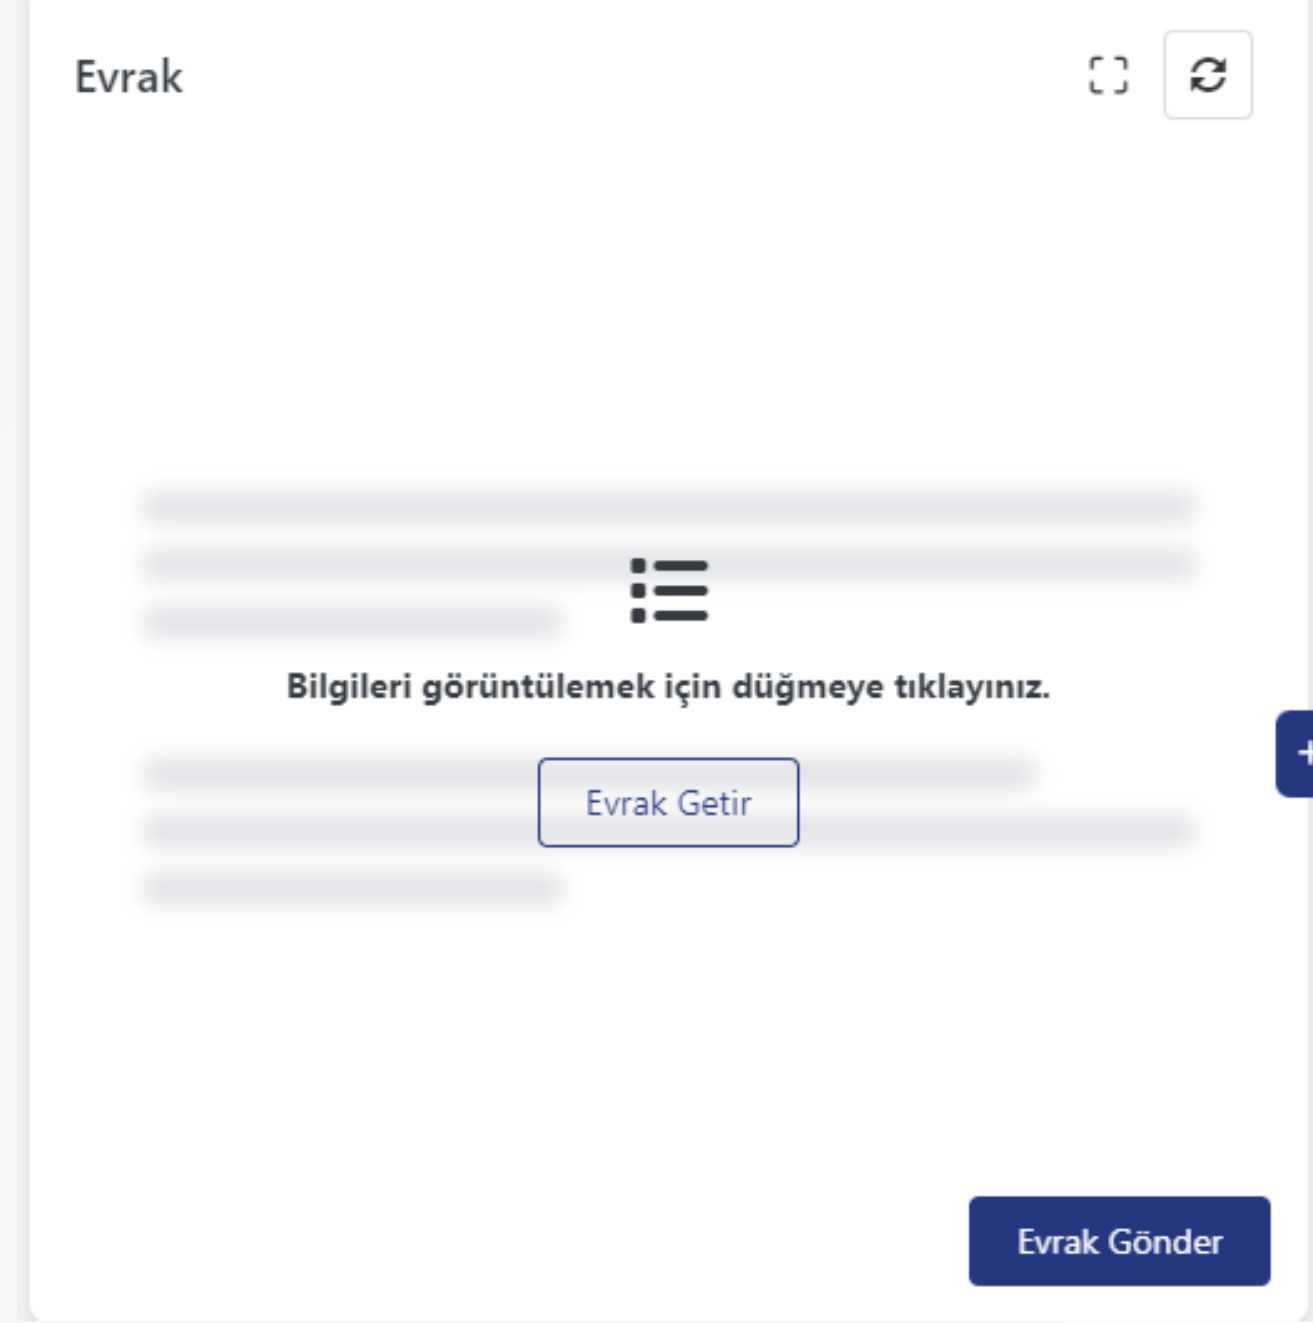 Evrak
Bilgileri görüntülemek için düğmeye tıklayınız.
Evrak Getir
+
Evrak Gönder